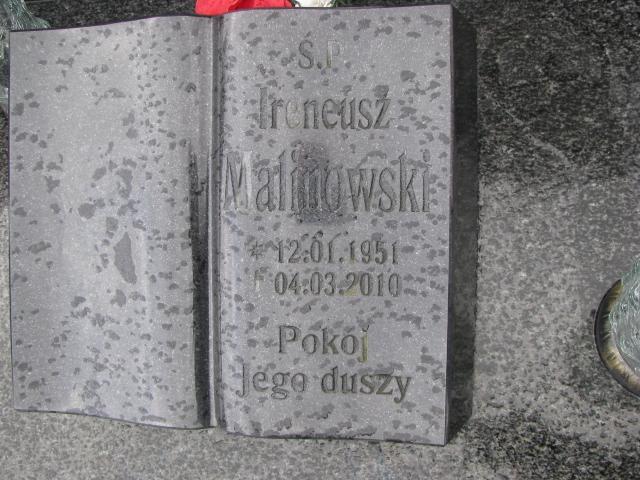 Ś.P.
Ireneusz
Malinowski
* 12.01.1951
† 04.03.2010
Pokój
Jego duszy